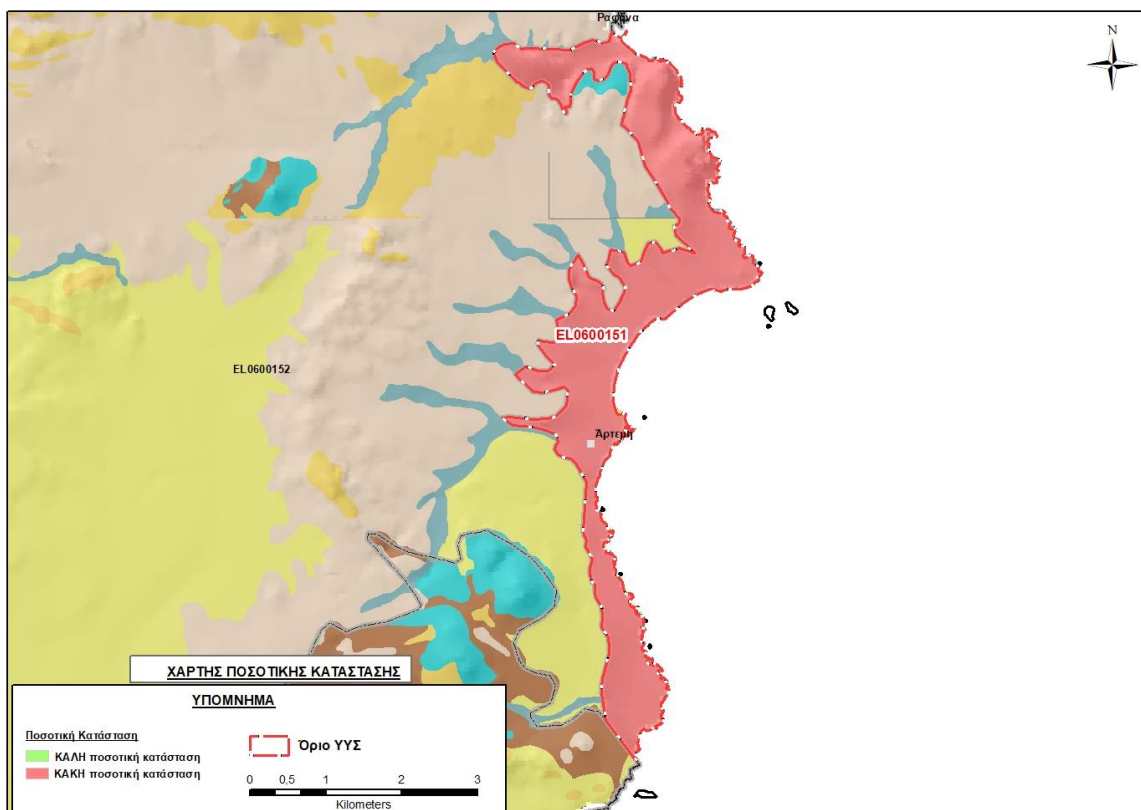 Ραφήνα
N
EL0600151
EL0600152
Άρτεμη
ΧΑΡΤΗΣ ΠΟΣΟΤΙΚΗΣ ΚΑΤΑΣΤΑΣΗΣ
ΥΠΟΜΝΗΜΑ
Ποσοτική Κατάσταση
ΚΑΛΗ ποσοτική κατάσταση
ΚΑΚΗ ποσοτική κατάσταση
Όριο ΥΥΣ
0 0,5 1 2 3
Kilometers